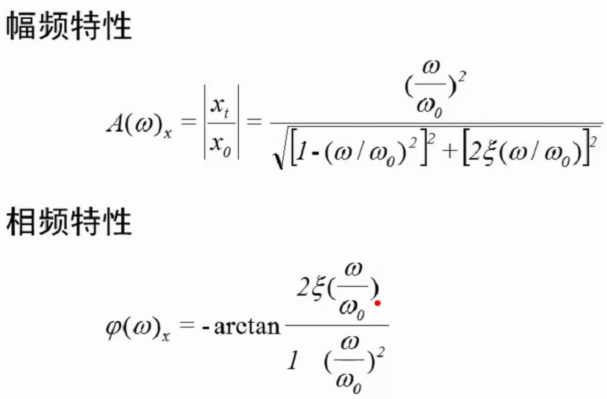 幅频特性
A(ω)ₓ = |xₜ/x₀| = (ω/ω₀)² / √([1-(ω/ω₀)²]² + [2ξ(ω/ω₀)]²)
相频特性
φ(ω)ₓ = -arctan 2ξ(ω/ω₀) / 1 (ω/ω₀)²